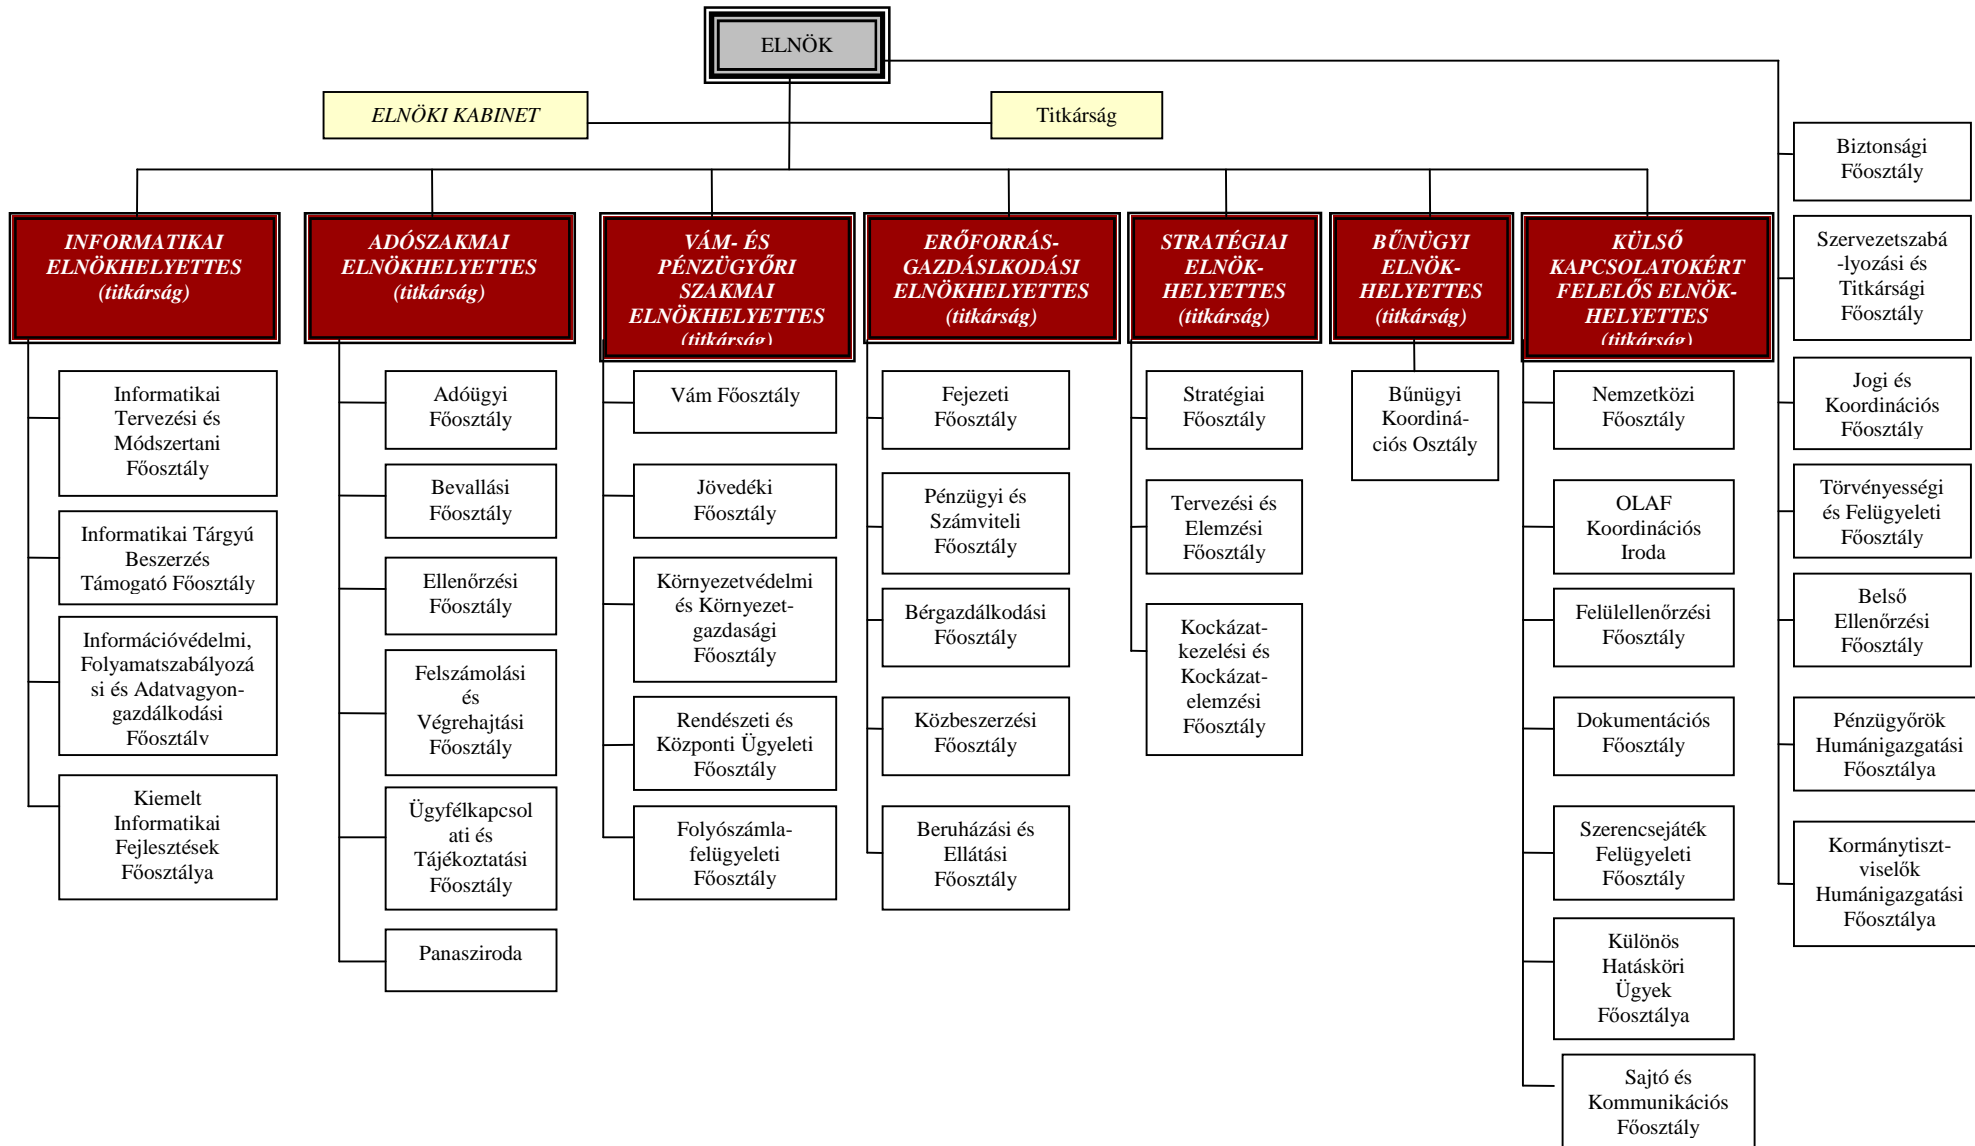 ELNÖK
ELNÖKI KABINET
Titkárság
INFORMATIKAI
ELNÖKHELYETTES
(titkárság)
ADÓSZAKMAI
ELNÖKHELYETTES
(titkárság)
VÁM- ÉS
PÉNZÜGYŐRI
SZAKMAI
ELNÖKHELYETTES
(titkárság)
ERŐFORRÁS-
GAZDÁSLKODÁSI
ELNÖKHELYETTES
(titkárság)
STRATÉGIAI
ELNÖK-
HELYETTES
(titkárság)
BŰNÜGYI
ELNÖK-
HELYETTES
(titkárság)
KÜLSŐ
KAPCSOLATOKÉRT
FELELŐS ELNÖK-
HELYETTES
(titkárság)
Informatikai
Tervezési és
Módszertani
Főosztály
Informatikai Tárgyú
Beszerzés
Támogató Főosztály
Információvédelmi,
Folyamatszabályozá
si és Adatvagyon-
gazdálkodási
Főosztály
Kiemelt
Informatikai
Fejlesztések
Főosztálya
Adóügyi
Főosztály
Bevallási
Főosztály
Ellenőrzési
Főosztály
Felszámolási
és
Végrehajtási
Főosztály
Ügyfélkapcsol
ati és
Tájékoztatási
Főosztály
Panasziroda
Vám Főosztály
Jövedéki
Főosztály
Környezetvédelmi
és Környezet-
gazdasági
Főosztály
Rendészeti és
Központi Ügyeleti
Főosztály
Folyószámla-
felügyeleti
Főosztály
Fejezeti
Főosztály
Pénzügyi és
Számviteli
Főosztály
Bérgazdálkodási
Főosztály
Közbeszerzési
Főosztály
Beruházási és
Ellátási
Főosztály
Stratégiai
Főosztály
Tervezési és
Elemzési
Főosztály
Kockázat-
kezelési és
Kockázat-
elemzési
Főosztály
Bűnügyi
Koordiná-
ciós Osztály
Nemzetközi
Főosztály
OLAF
Koordinációs
Iroda
Felülellenőrzési
Főosztály
Dokumentációs
Főosztály
Szerencsejáték
Felügyeleti
Főosztály
Különös
Hatásköri
Ügyek
Főosztálya
Sajtó és
Kommunikációs
Főosztály
Biztonsági
Főosztály
Szervezetszabá
-lyozási és
Titkársági
Főosztály
Jogi és
Koordinációs
Főosztály
Törvényességi
és Felügyeleti
Főosztály
Belső
Ellenőrzési
Főosztály
Pénzügyőrök
Humánigazgatási
Főosztálya
Kormánytiszt-
viselők
Humánigazgatási
Főosztálya